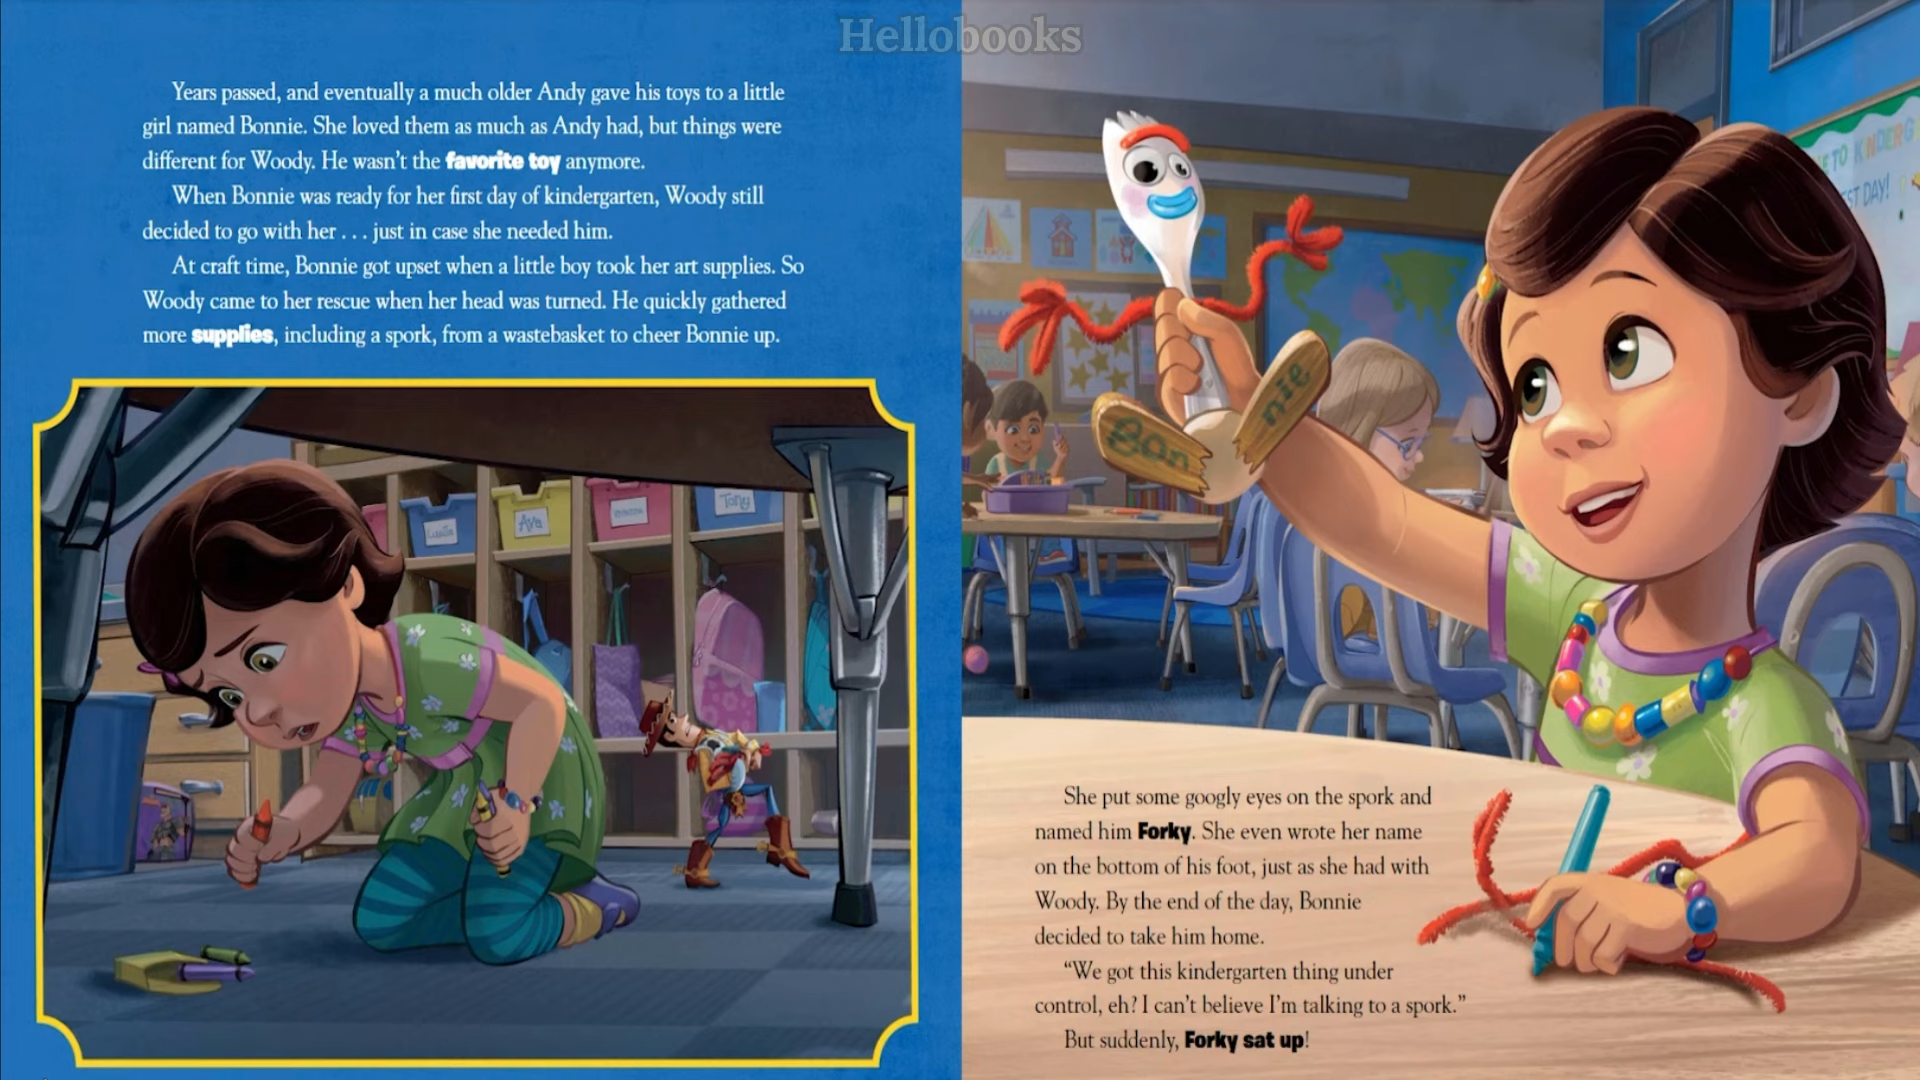 Hellobooks
Years passed, and eventually a much older Andy gave his toys to a little
girl named Bonnie. She loved them as much as Andy had, but things were
different for Woody. He wasn't the favorite toy anymore.
When Bonnie was ready for her first day of kindergarten, Woody still
decided to go with her . . . just in case she needed him.
At craft time, Bonnie got upset when a little boy took her art supplies. So
Woody came to her rescue when her head was turned. He quickly gathered
more supplies, including a spork, from a wastebasket to cheer Bonnie up.
Ava
Tony
Bon
nie
TO KINDERG
ST DAY!
She put some googly eyes on the spork and
named him Forky. She even wrote her name
on the bottom of his foot, just as she had with
Woody. By the end of the day, Bonnie
decided to take him home.
“We got this kindergarten thing under
control, eh? I can't believe I'm talking to a spork.”
But suddenly, Forky sat up!